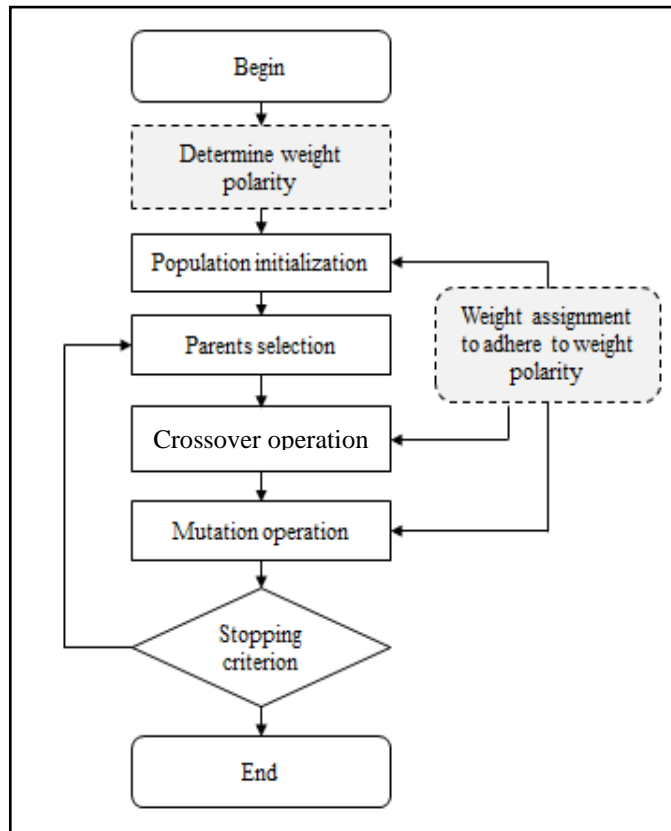 Begin
Determine weight
polarity
Population initialization
Weight assignment
to adhere to weight
polarity
Parents selection
Crossover operation
Mutation operation
Stopping
criterion
End